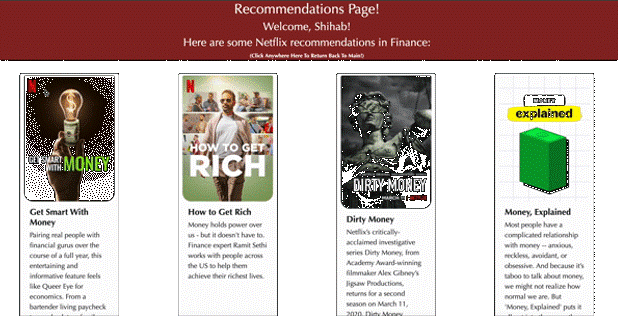 Recommendations Page!
Welcome, Shihab!
Here are some Netflix recommendations in Finance:
(Click Anywhere Here To Return Back To Main!)
N
GET SMART
WITH MONEY
Get Smart With
Money
Pairing real people with
financial gurus over the
course of a full year, this
entertaining and
informative feature feels
like Queer Eye for
economics. From a
bartender living paycheck
N
HOW TO GET
RICH
How to Get Rich
Money holds power over
us - but it doesn't have to.
Finance expert Ramit Sethi
works with people across
the US to help them
achieve their richest lives.
DIRTY MONEY
Dirty Money
Netflix's critically-
acclaimed investigative
series Dirty Money, from
Academy Award-winning
filmmaker Alex Gibney's
Jigsaw Productions,
returns for a second
season on March 11,
2020. Dirty Money
MONEY
explained
Money, Explained
Most people have a
complicated relationship
with money -- anxious,
reckless, avoidant, or
obsessive. And because it's
taboo to talk about money,
we might not realize how
normal we are. But
'Money, Explained' puts it